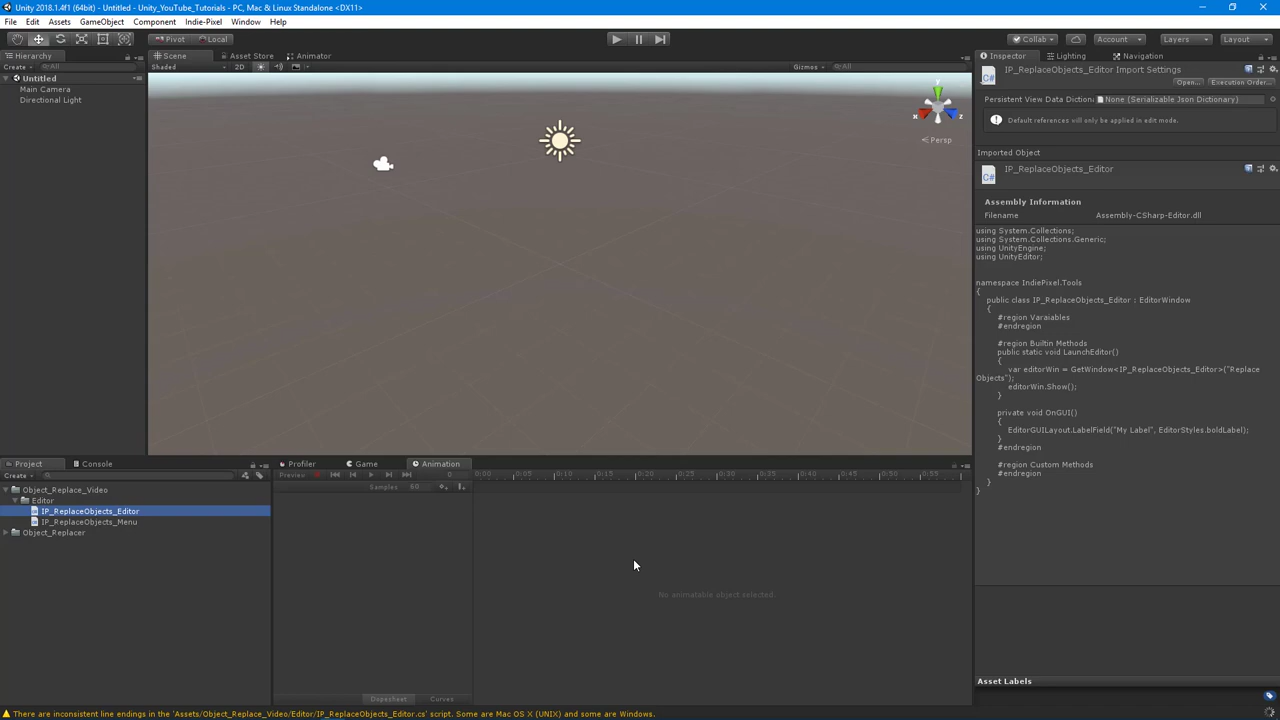 Unity 2018.1.4f1 (64bit) - Untitled - Unity_YouTube_Tutorials - PC, Mac & Linux Standalone <DX11>
File Edit Assets GameObject Component Indie-Pixel Window Help
Pivot Local Collab Account Layers Layout
Hierarchy Scene Asset Store Animator Inspector Lighting Navigation
Create All Shaded 2D Gizmos All
IP_ReplaceObjects_Editor Import Settings
Untitled
Open... Execution Order...
Main Camera
Directional Light
Persistent View Data Diction None (Serializable Json Dictionary)
Default references will only be applied in edit mode.
y
x z
Persp
Imported Object
IP_ReplaceObjects_Editor
Assembly Information
Filename Assembly-CSharp-Editor.dll
using System.Collections;
using System.Collections.Generic;
using UnityEngine;
using UnityEditor;
namespace IndiePixel.Tools
{
public class IP_ReplaceObjects_Editor : EditorWindow
{
#region Varaiables
#endregion
#region Builtin Methods
public static void LaunchEditor()
{
var editorWin = GetWindow<IP_ReplaceObjects_Editor>("Replace
Objects");
editorWin.Show();
}
private void OnGUI()
{
EditorGUILayout.LabelField("My Label", EditorStyles.boldLabel);
}
#endregion
#region Custom Methods
#endregion
}
}
Project Console Profiler Game Animation
Create Preview 0 0:00 0:05 0:10 0:15 0:20 0:25 0:30 0:35 0:40 0:45 0:50 0:55
Samples 60
Object_Replace_Video
Editor
IP_ReplaceObjects_Editor
IP_ReplaceObjects_Menu
Object_Replacer
No animatable object selected.
Asset Labels
Dopesheet Curves
There are inconsistent line endings in the 'Assets/Object_Replace_Video/Editor/IP_ReplaceObjects_Editor.cs' script. Some are Mac OS X (UNIX) and some are Windows.